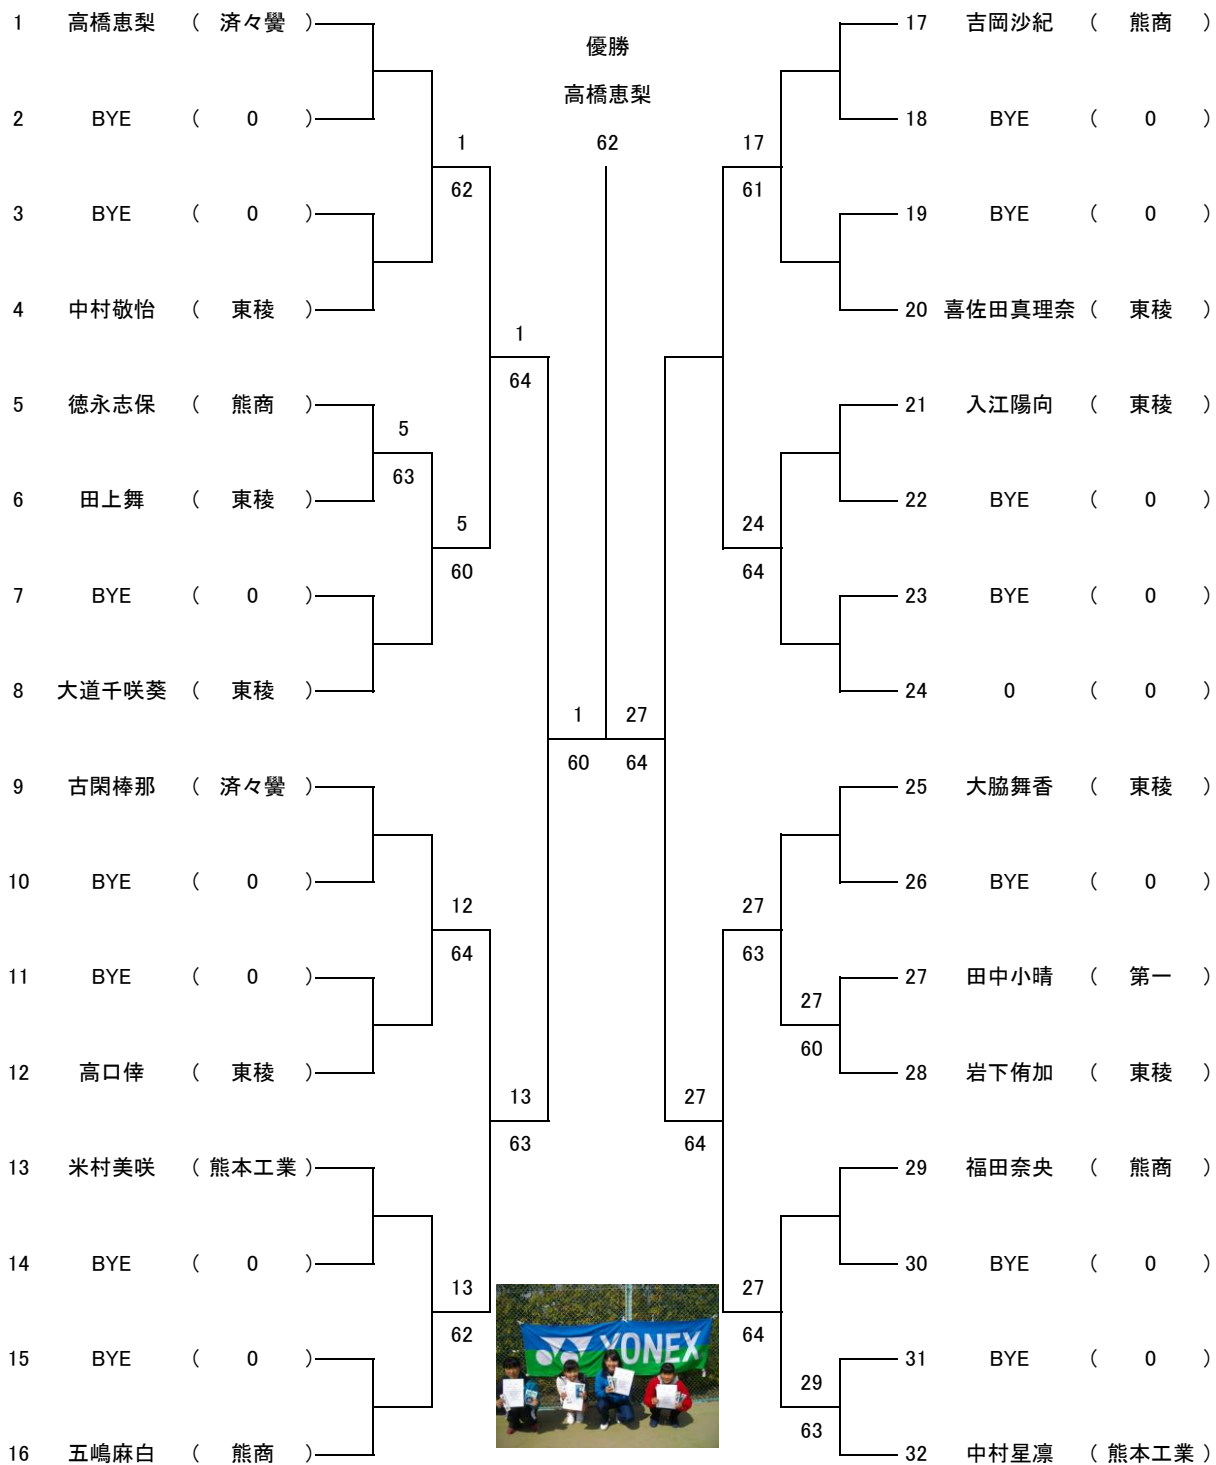 優勝
高橋恵梨
62
1 高橋恵梨 ( 済々黌 )
2 BYE ( 0 )
1
62
3 BYE ( 0 )
4 中村敬怡 ( 東稜 )
1
64
5 徳永志保 ( 熊商 )
5
63
6 田上舞 ( 東稜 )
5
60
7 BYE ( 0 )
8 大道千咲葵 ( 東稜 )
1
60
9 古閑棒那 ( 済々黌 )
10 BYE ( 0 )
12
64
11 BYE ( 0 )
12 高口倖 ( 東稜 )
13
63
13 米村美咲 ( 熊本工業 )
14 BYE ( 0 )
13
62
15 BYE ( 0 )
16 五嶋麻白 ( 熊商 )
17 吉岡沙紀 ( 熊商 )
18 BYE ( 0 )
17
61
19 BYE ( 0 )
20 喜佐田真理奈 ( 東稜 )
21 入江陽向 ( 東稜 )
22 BYE ( 0 )
24
64
23 BYE ( 0 )
24 0 ( 0 )
27
64
25 大脇舞香 ( 東稜 )
26 BYE ( 0 )
27
63
27 田中小晴 ( 第一 )
27
60
28 岩下侑加 ( 東稜 )
27
64
29 福田奈央 ( 熊商 )
30 BYE ( 0 )
27
64
31 BYE ( 0 )
29
63
32 中村星凛 ( 熊本工業 )
YONEX